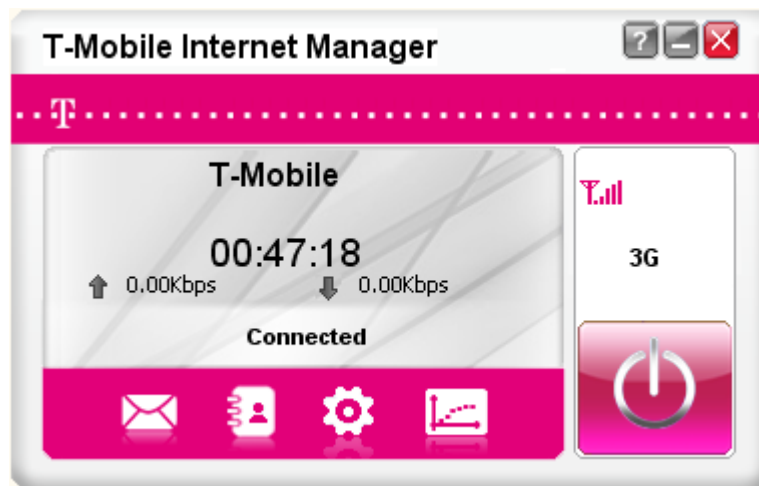 T-Mobile Internet Manager
T
T-Mobile
00:47:18
0.00Kbps 0.00Kbps
Connected
3G